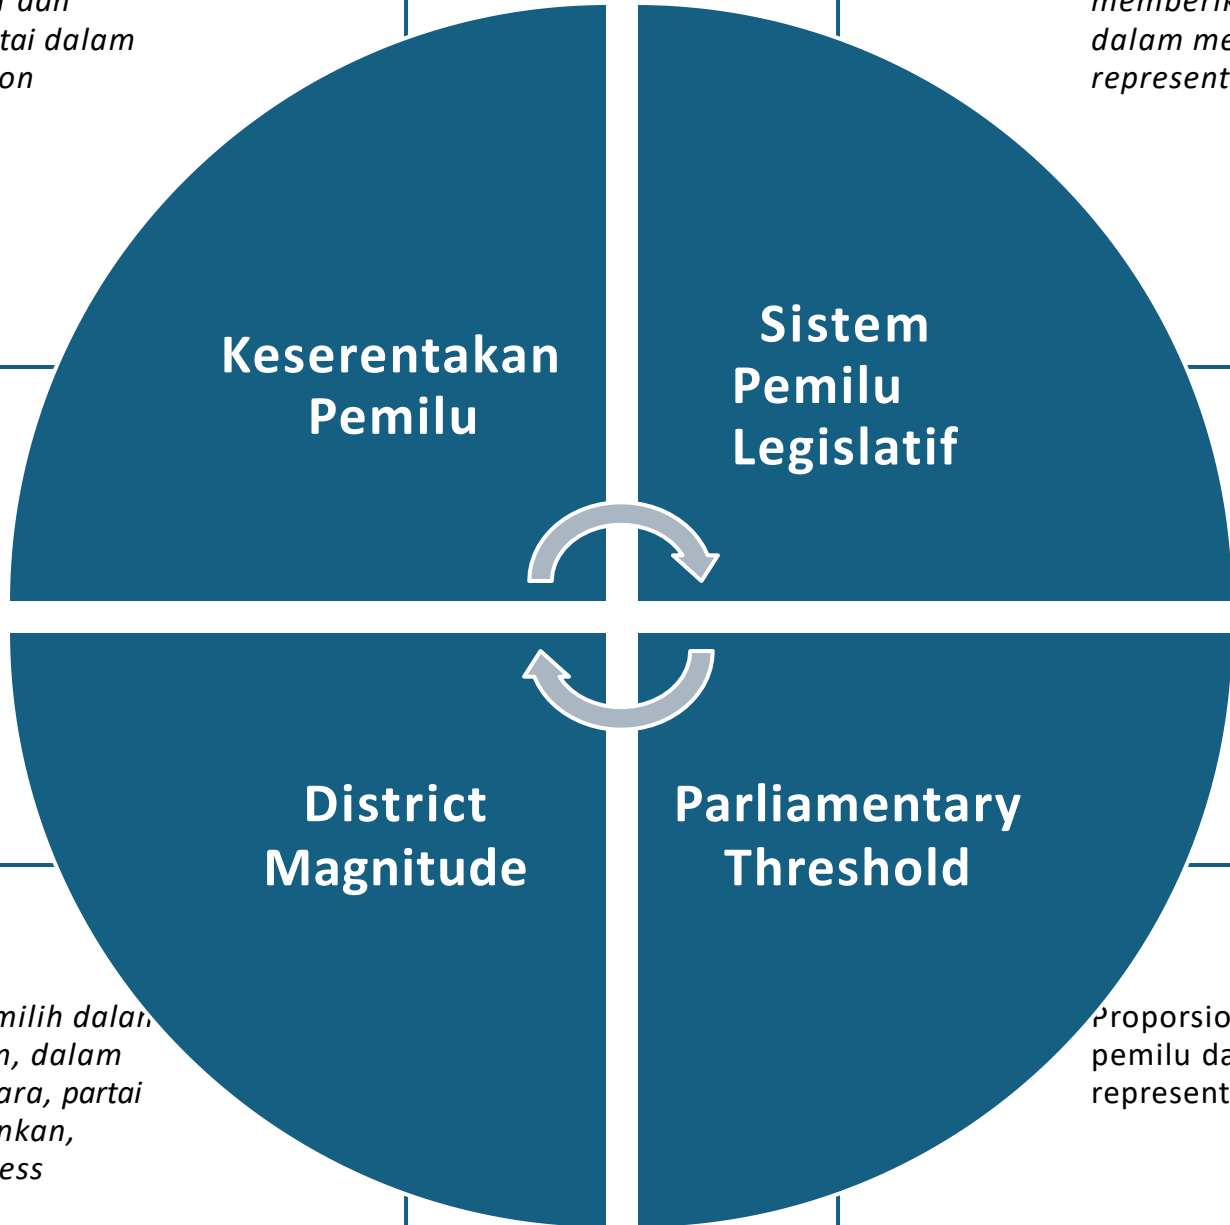 dan
tai dalam
on
dalam me
represent
Keserentakan
Pemilu
Sistem
Pemilu
Legislatif
District
Magnitude
Parliamentary
Threshold
milih dalam
n, dalam
ara, partai
nkan,
ess
Proporsio
pemilu da
represent